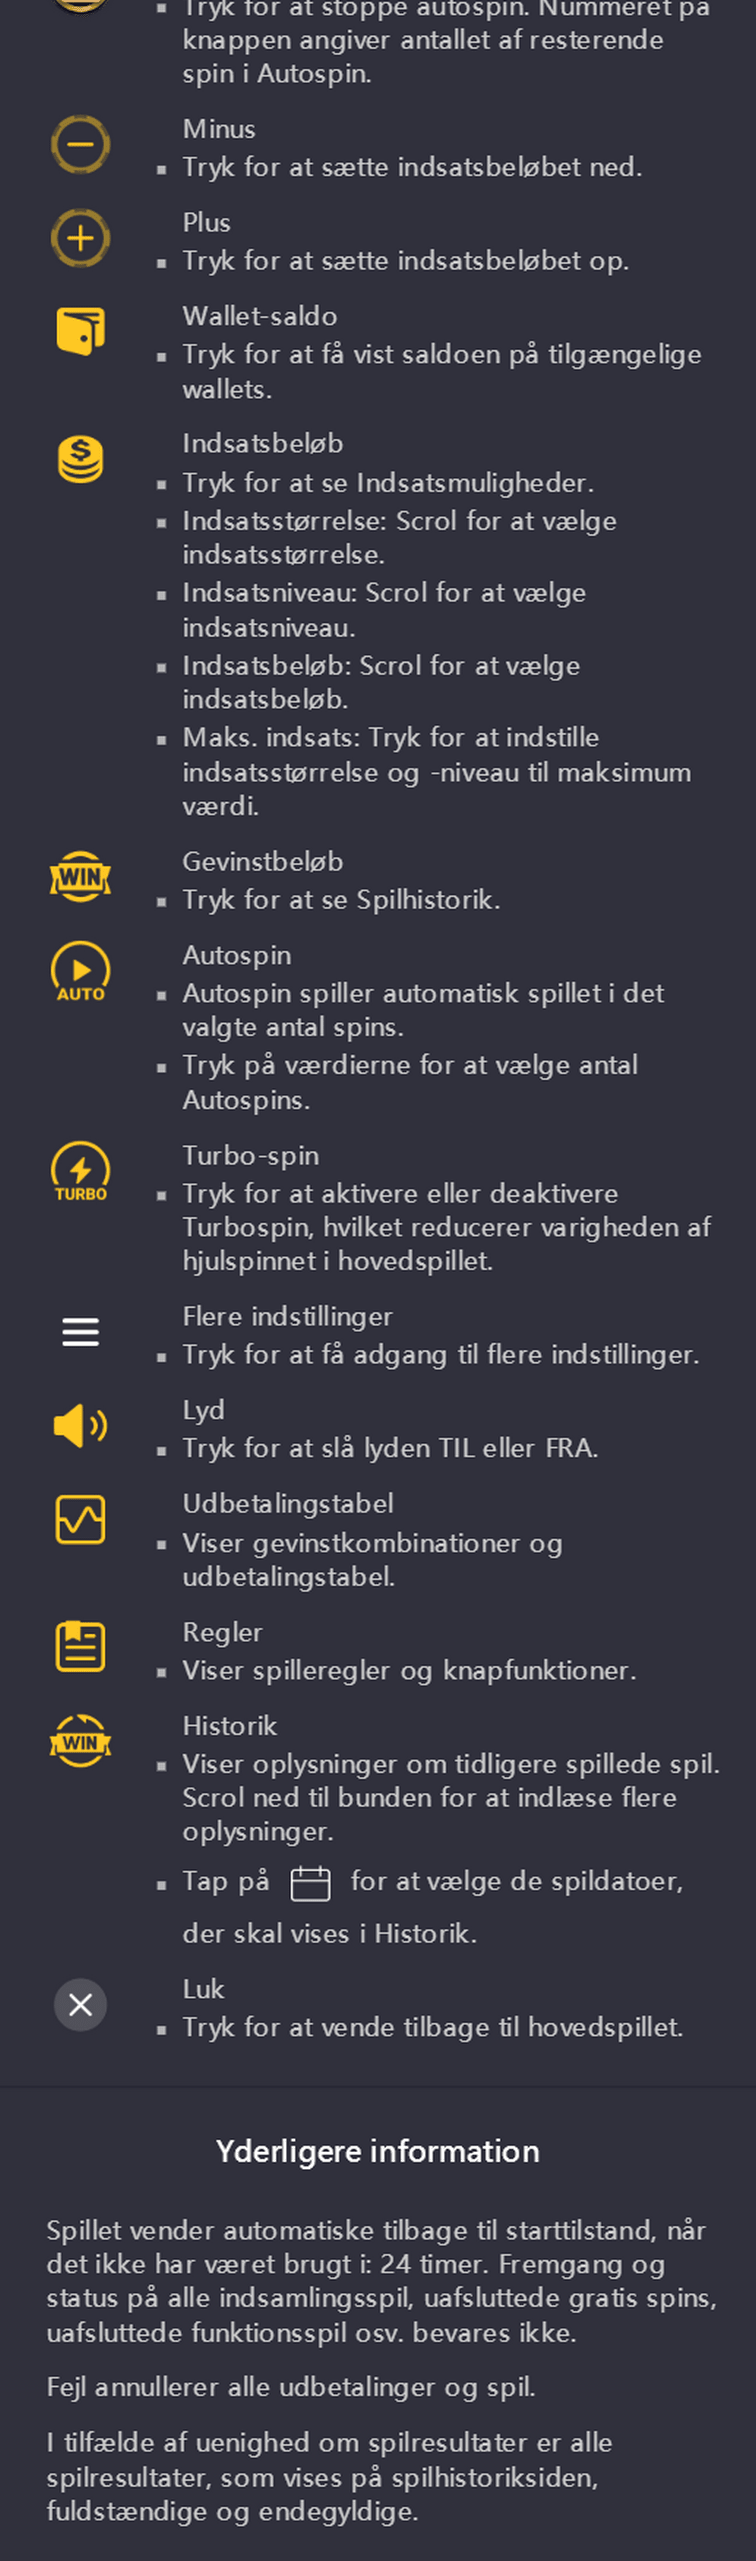 Tryk for at stoppe autospin. Nummeret på
knappen angiver antallet af resterende
spin i Autospin.
Minus
Tryk for at sætte indsatsbeløbet ned.
Plus
Tryk for at sætte indsatsbeløbet op.
Wallet-saldo
Tryk for at få vist saldoen på tilgængelige
wallets.
Indsatsbeløb
Tryk for at se Indsatsmuligheder.
Indsatsstørrelse: Scrol for at vælge
indsatsstørrelse.
Indsatsniveau: Scrol for at vælge
indsatsniveau.
Indsatsbeløb: Scrol for at vælge
indsatsbeløb.
Maks. indsats: Tryk for at indstille
indsatsstørrelse og -niveau til maksimum
værdi.
WIN
Gevinstbeløb
Tryk for at se Spilhistorik.
AUTO
Autospin
Autospin spiller automatisk spillet i det
valgte antal spins.
Tryk på værdierne for at vælge antal
Autospins.
TURBO
Turbo-spin
Tryk for at aktivere eller deaktivere
Turbospin, hvilket reducerer varigheden af
hjulspinnet i hovedspillet.
Flere indstillinger
Tryk for at få adgang til flere indstillinger.
Lyd
Tryk for at slå lyden TIL eller FRA.
Udbetalingstabel
Viser gevinstkombinationer og
udbetalingstabel.
Regler
Viser spilleregler og knapfunktioner.
WIN
Historik
Viser oplysninger om tidligere spillede spil.
Scrol ned til bunden for at indlæse flere
oplysninger.
Tap på for at vælge de spildatoer,
der skal vises i Historik.
Luk
Tryk for at vende tilbage til hovedspillet.
Yderligere information
Spillet vender automatiske tilbage til starttilstand, når
det ikke har været brugt i: 24 timer. Fremgang og
status på alle indsamlingsspil, uafsluttede gratis spins,
uafsluttede funktionsspil osv. bevares ikke.
Fejl annullerer alle udbetalinger og spil.
I tilfælde af uenighed om spilresultater er alle
spilresultater, som vises på spilhistoriksiden,
fuldstændige og endegyldige.